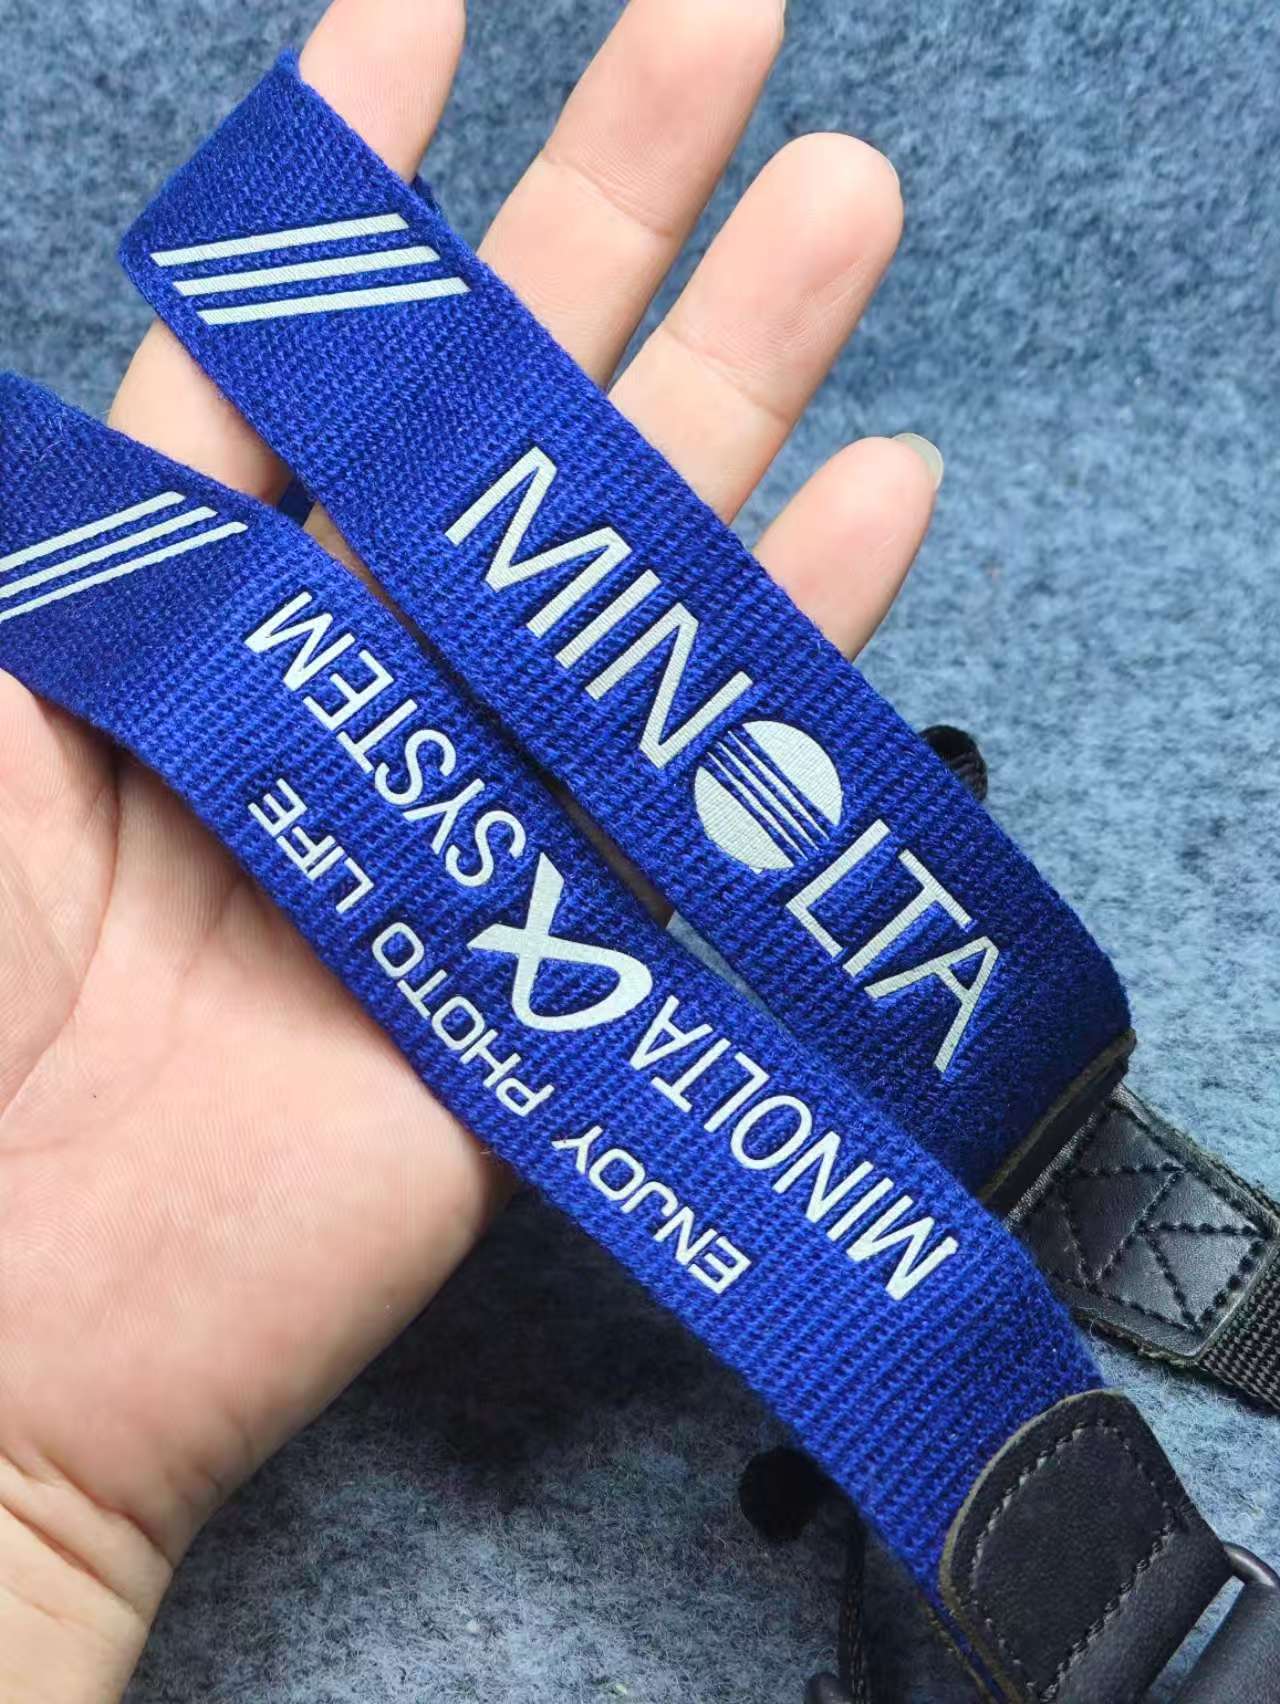 MINOLTA
MINOLTA α SYSTEM
ENJOY PHOTO LIFE